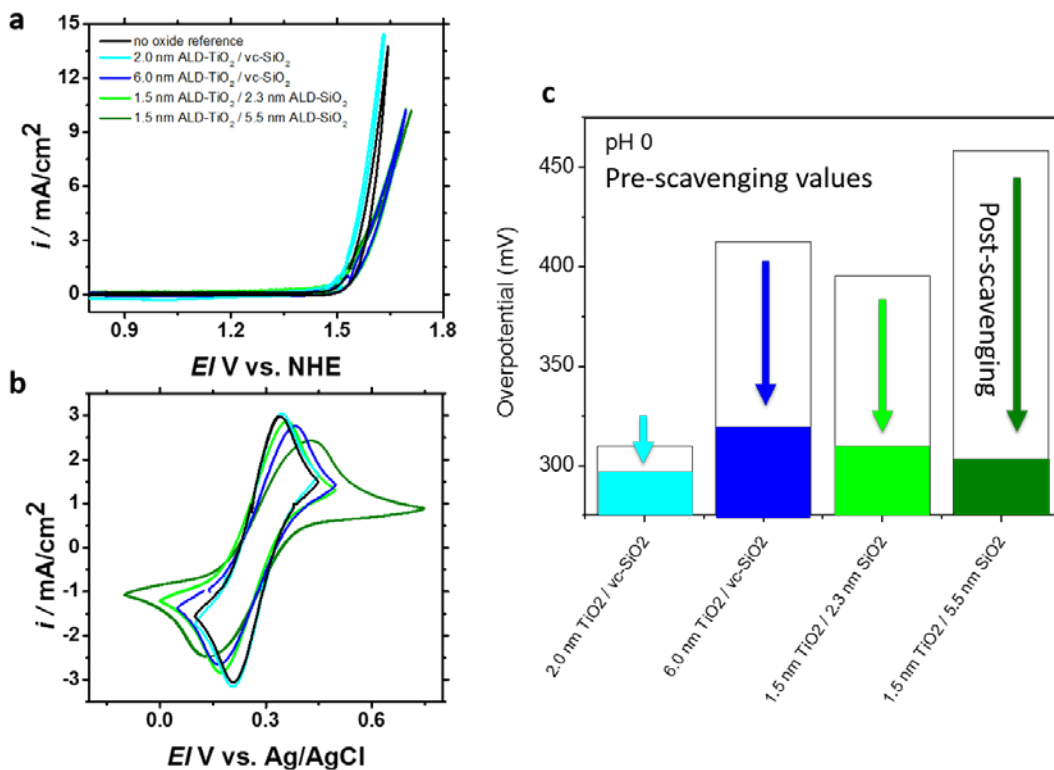 a
15
12
9
6
3
0
i / mA/cm²
no oxide reference
2.0 nm ALD-TiO₂ / vc-SiO₂
6.0 nm ALD-TiO₂ / vc-SiO₂
1.5 nm ALD-TiO₂ / 2.3 nm ALD-SiO₂
1.5 nm ALD-TiO₂ / 5.5 nm ALD-SiO₂
0.9 1.2 1.5 1.8
E/ V vs. NHE
b
3
2
1
0
-1
-2
-3
i / mA/cm²
0.0 0.3 0.6
E/ V vs. Ag/AgCl
c
pH 0
Pre-scavenging values
Post-scavenging
450
400
350
300
Overpotential (mV)
2.0 nm TiO2 / vc-SiO2
6.0 nm TiO2 / vc-SiO2
1.5 nm TiO2 / 2.3 nm SiO2
1.5 nm TiO2 / 5.5 nm SiO2